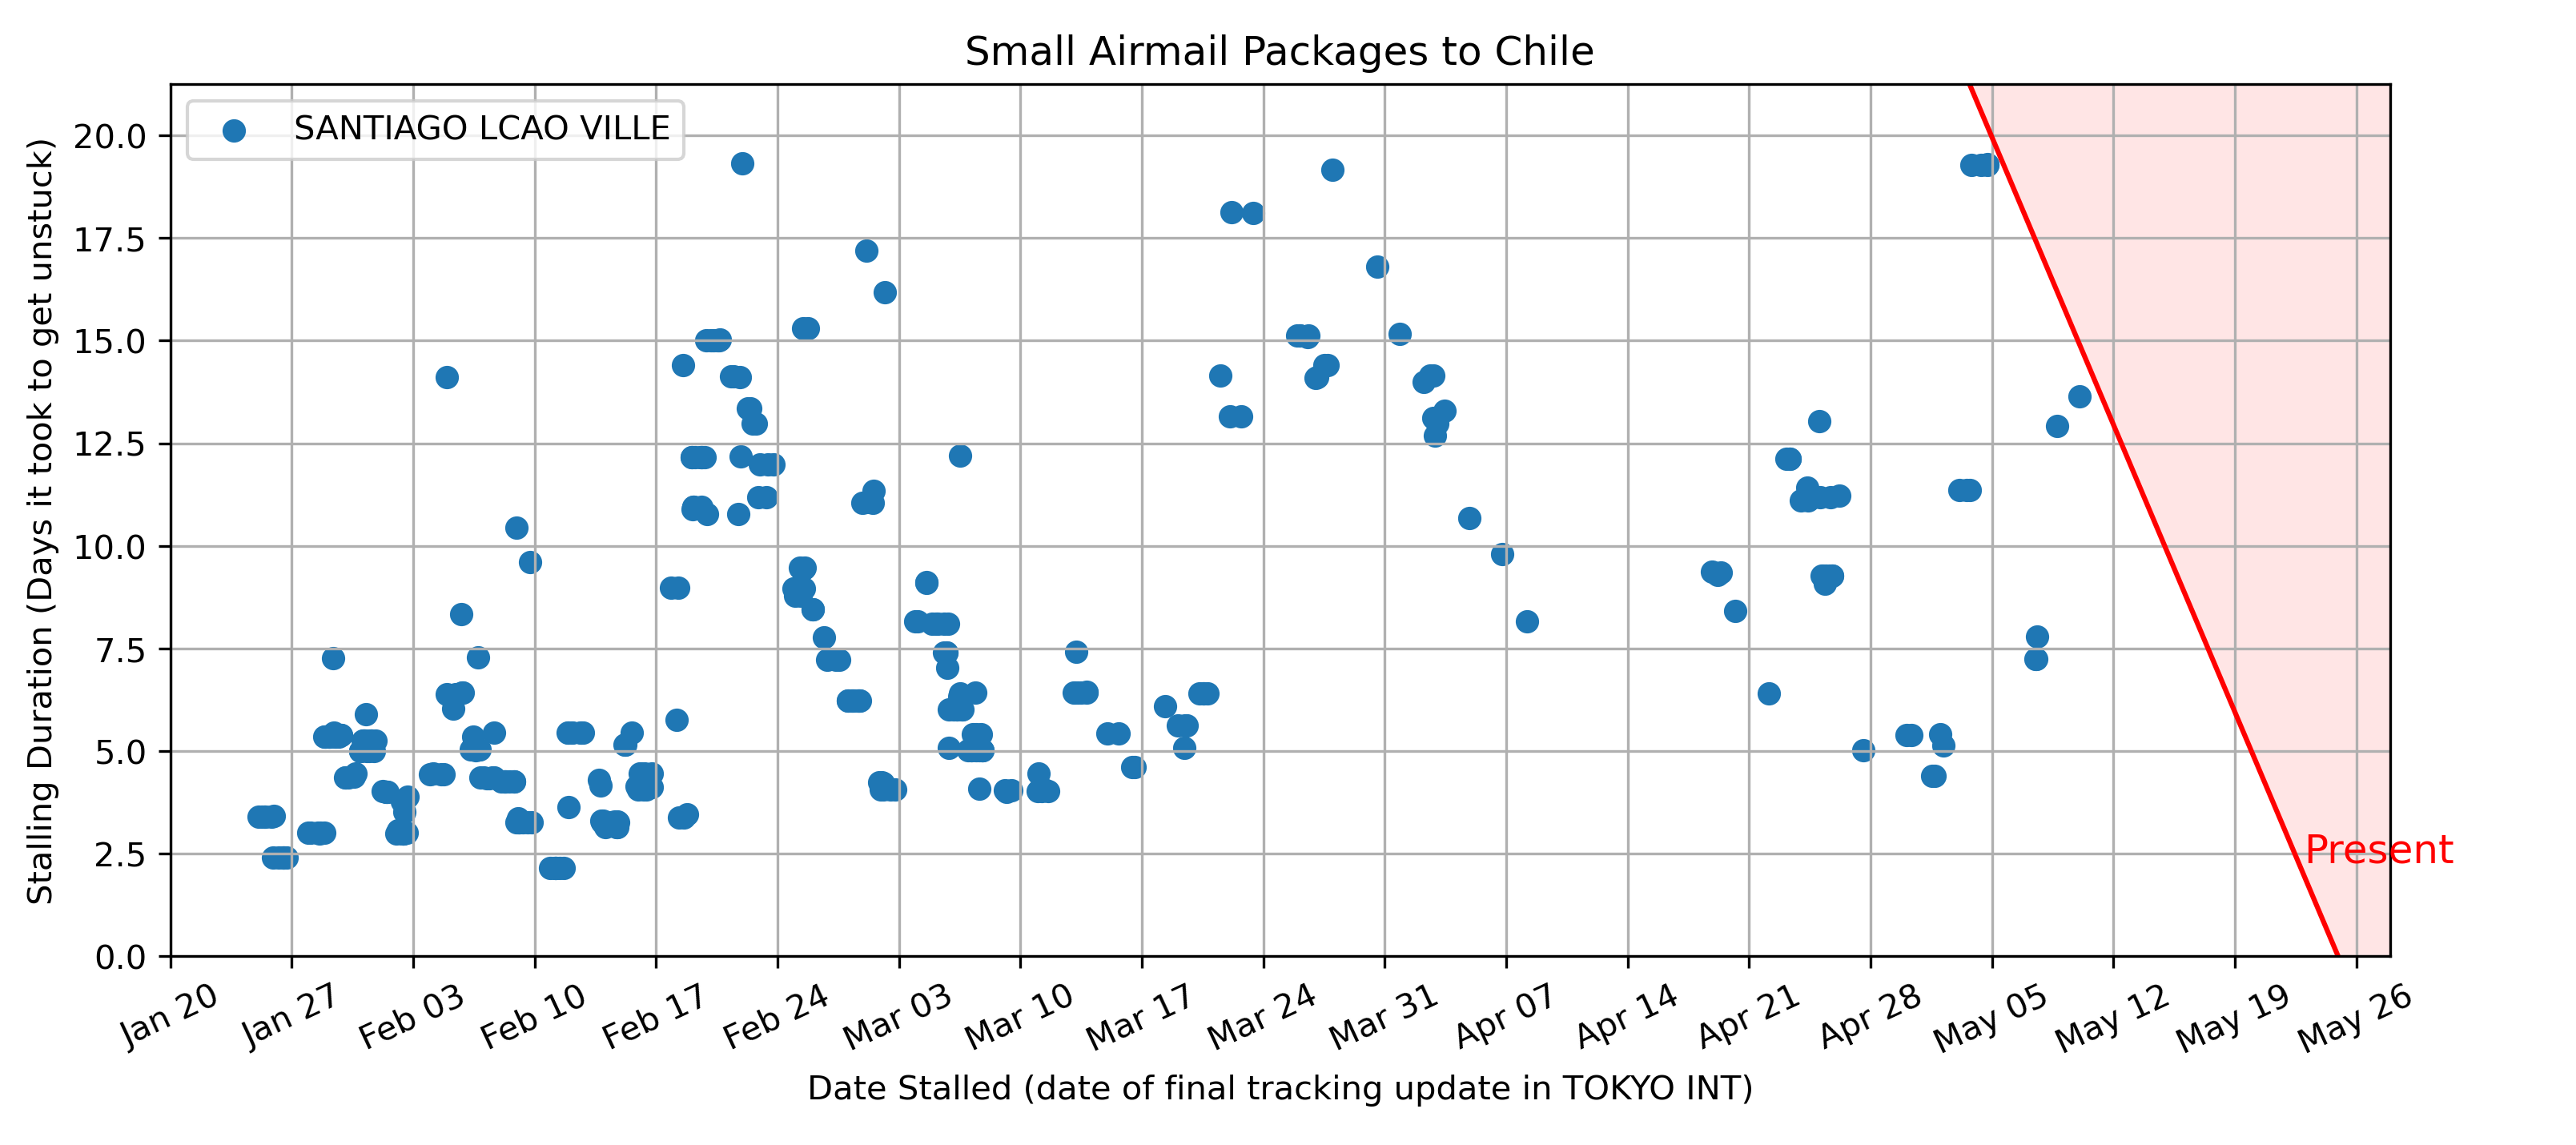 Small Airmail Packages to Chile
SANTIAGO LCAO VILLE
Stalling Duration (Days it took to get unstuck)
20.0
17.5
15.0
12.5
10.0
7.5
5.0
2.5
0.0
Present
Jan 20
Jan 27
Feb 03
Feb 10
Feb 17
Feb 24
Mar 03
Mar 10
Mar 17
Mar 24
Mar 31
Apr 07
Apr 14
Apr 21
Apr 28
May 05
May 12
May 19
May 26
Date Stalled (date of final tracking update in TOKYO INT)